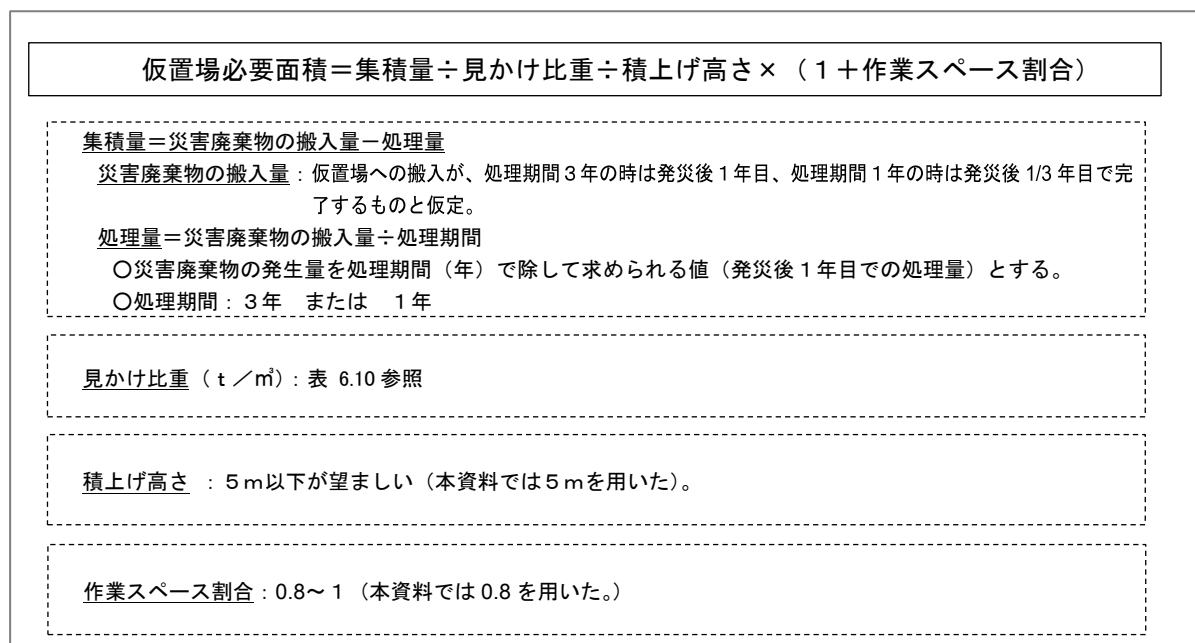 仮置場必要面積＝集積量÷見かけ比重÷積上げ高さ×（１＋作業スペース割合）
集積量＝災害廃棄物の搬入量－処理量
災害廃棄物の搬入量：仮置場への搬入が、処理期間３年の時は発災後１年目、処理期間１年の時は発災後 1/3 年目で完
了するものと仮定。
処理量＝災害廃棄物の搬入量÷処理期間
○災害廃棄物の発生量を処理期間（年）で除して求められる値（発災後１年目での処理量）とする。
○処理期間：３年　または　１年
見かけ比重（ｔ／㎥）：表 6.10 参照
積上げ高さ ：５ｍ以下が望ましい（本資料では５ｍを用いた）。
作業スペース割合：0.8～１（本資料では 0.8 を用いた。）